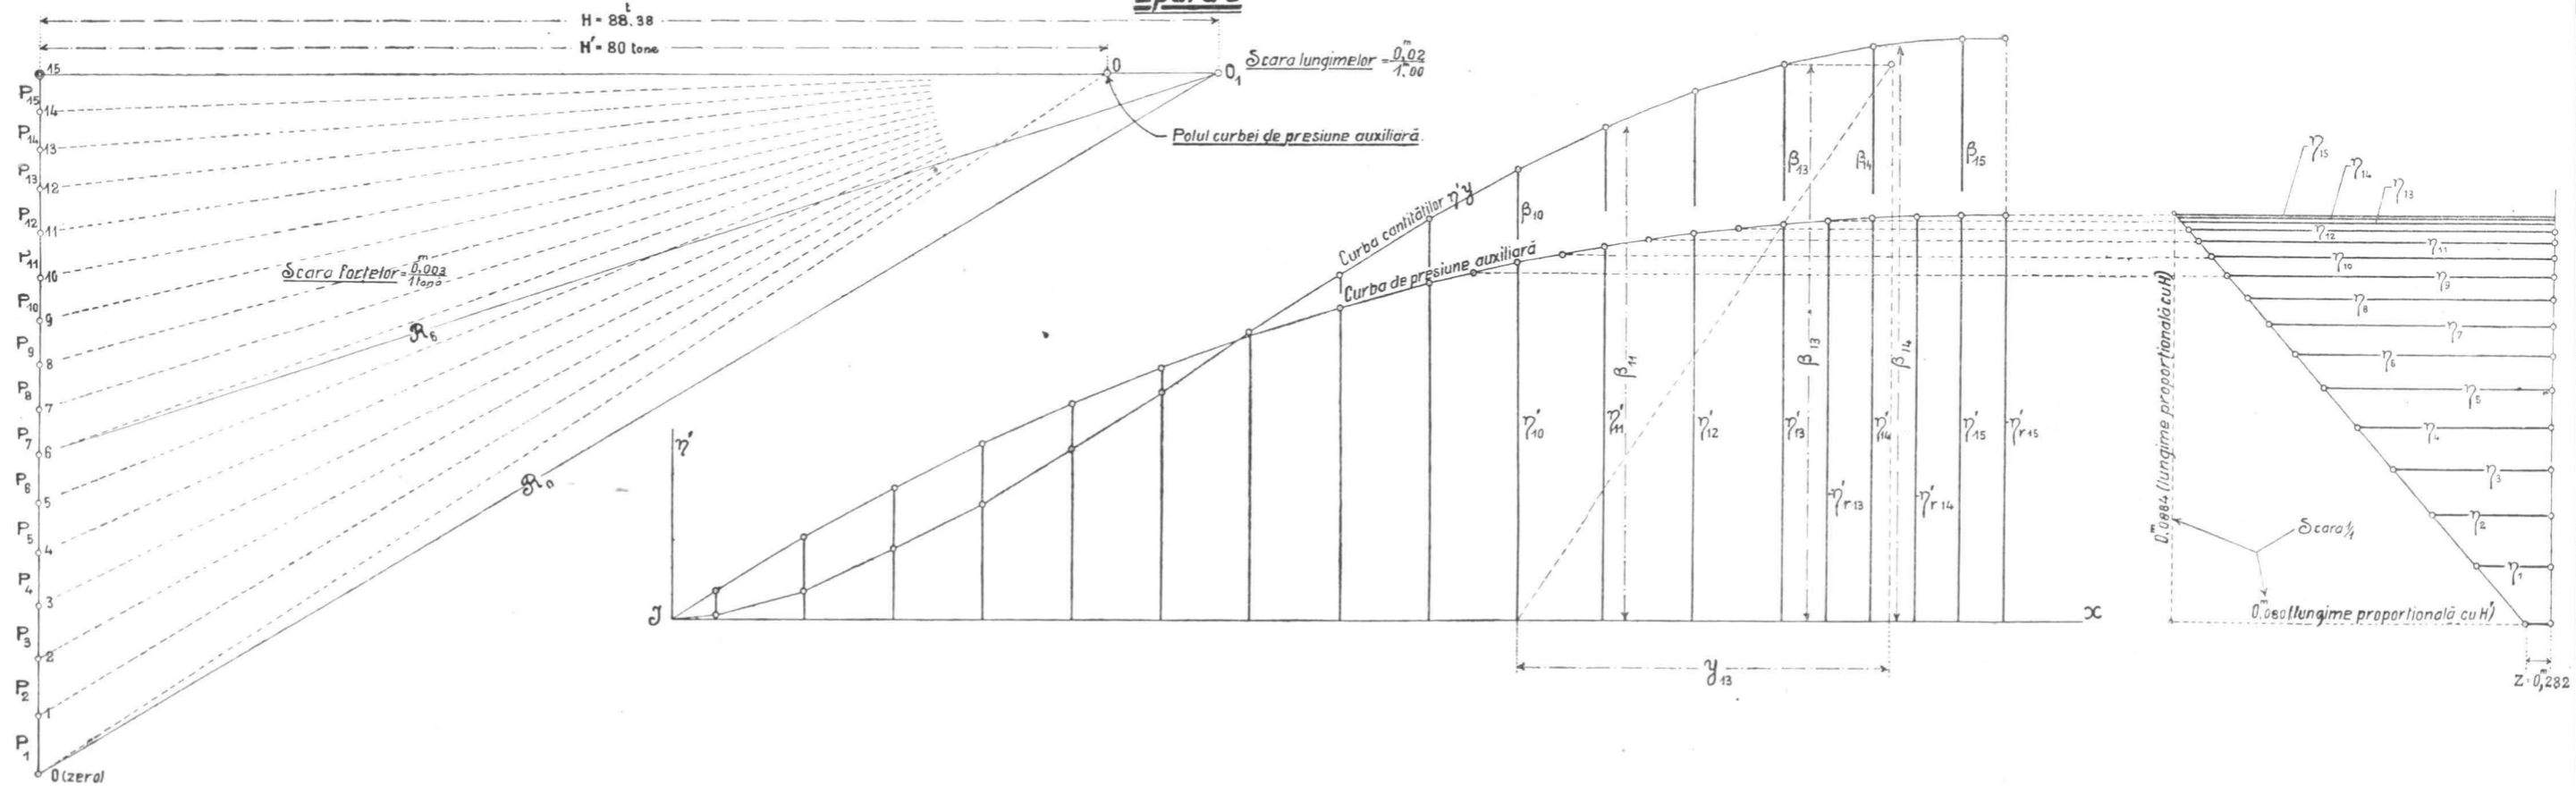 Epura 3
H = 88.38 t
H' = 80 tone
15
O
O₁
Scara lungimelor = 0,02 m / 1.00 m
P₁₅
14
P₁₄
13
Polul curbei de presiune auxiliară.
P₁₃
12
P₁₂
11
P₁₁
10
Scara forțelor = 0,003 m / 1 tonă
P₁₀
9
P₉
R₆
8
P₈
7
P₇
6
P₆
5
R₀
P₅
4
P₄
3
P₃
2
P₂
1
P₁
0 (zero)
η'
J
x
Curba cantităților η'y
Curba de presiune auxiliară
β₁₀
β₁₃
β₄
β₁₅
β₁₁
β₁₃
β₁₄
η'₁₀
η'₁₁
η'₁₂
η'₁₃
η'₁₄
η'₁₅
η'r15
η'r13
η'r14
y₁₃
η₁₅
η₁₄
η₁₃
η₁₂
η₁₁
η₁₀
η₉
η₈
η₇
η₆
η₅
η₄
η₃
η₂
η₁
0,0884 m (lungime proporțională cu H)
Scara 1/1
0,080 m (lungime proporțională cu H')
Z = 0,282 m